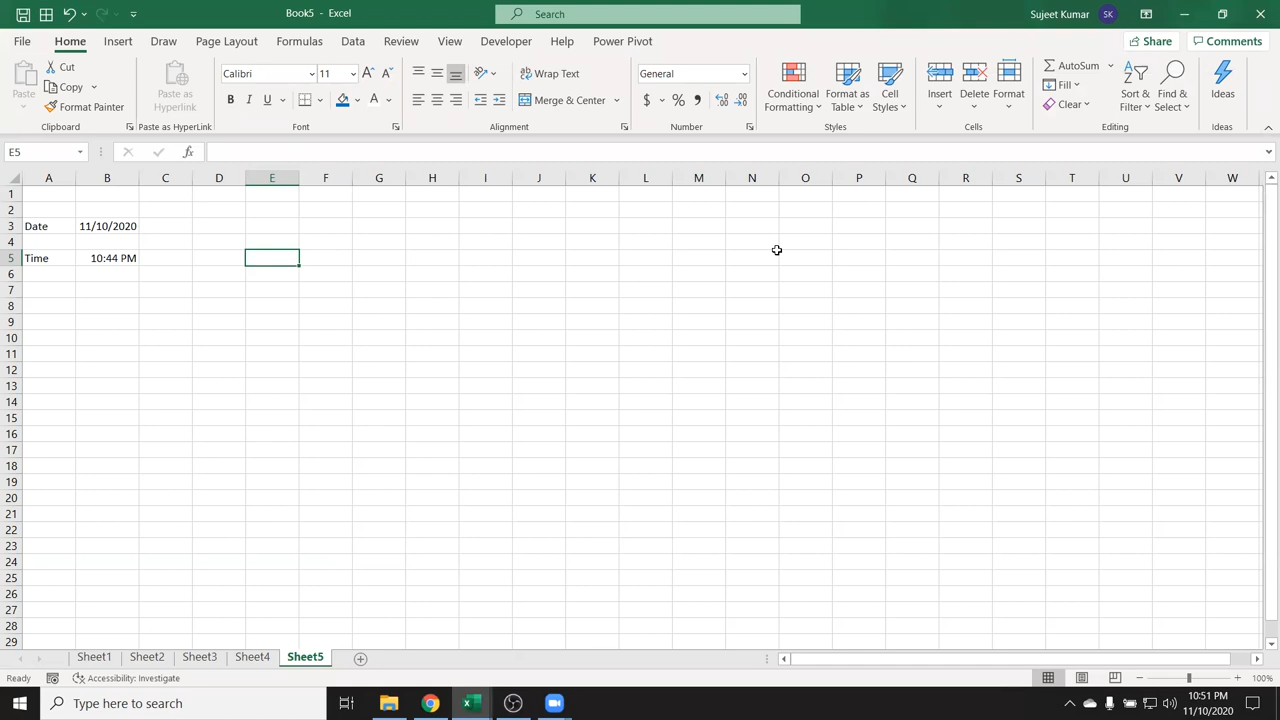 Book5 - Excel
Search
Sujeet Kumar
SK
File Home Insert Draw Page Layout Formulas Data Review View Developer Help Power Pivot
Share Comments
Paste
Cut
Copy
Format Painter
Clipboard
Paste as
Hyperlink
Paste as HyperLink
Calibri 11
B I U
Font
Wrap Text
Merge & Center
Alignment
General
$ % ,
Number
Conditional
Formatting
Format as
Table
Cell
Styles
Styles
Insert Delete Format
Cells
AutoSum
Fill
Clear
Sort &
Filter
Find &
Select
Editing
Ideas
Ideas
E5
fx
A B C D E F G H I J K L M N O P Q R S T U V W
1
2
3 Date 11/10/2020
4
5 Time 10:44 PM
6
7
8
9
10
11
12
13
14
15
16
17
18
19
20
21
22
23
24
25
26
27
28
29
Sheet1 Sheet2 Sheet3 Sheet4 Sheet5
Ready Accessibility: Investigate 100%
Type here to search
10:51 PM
11/10/2020